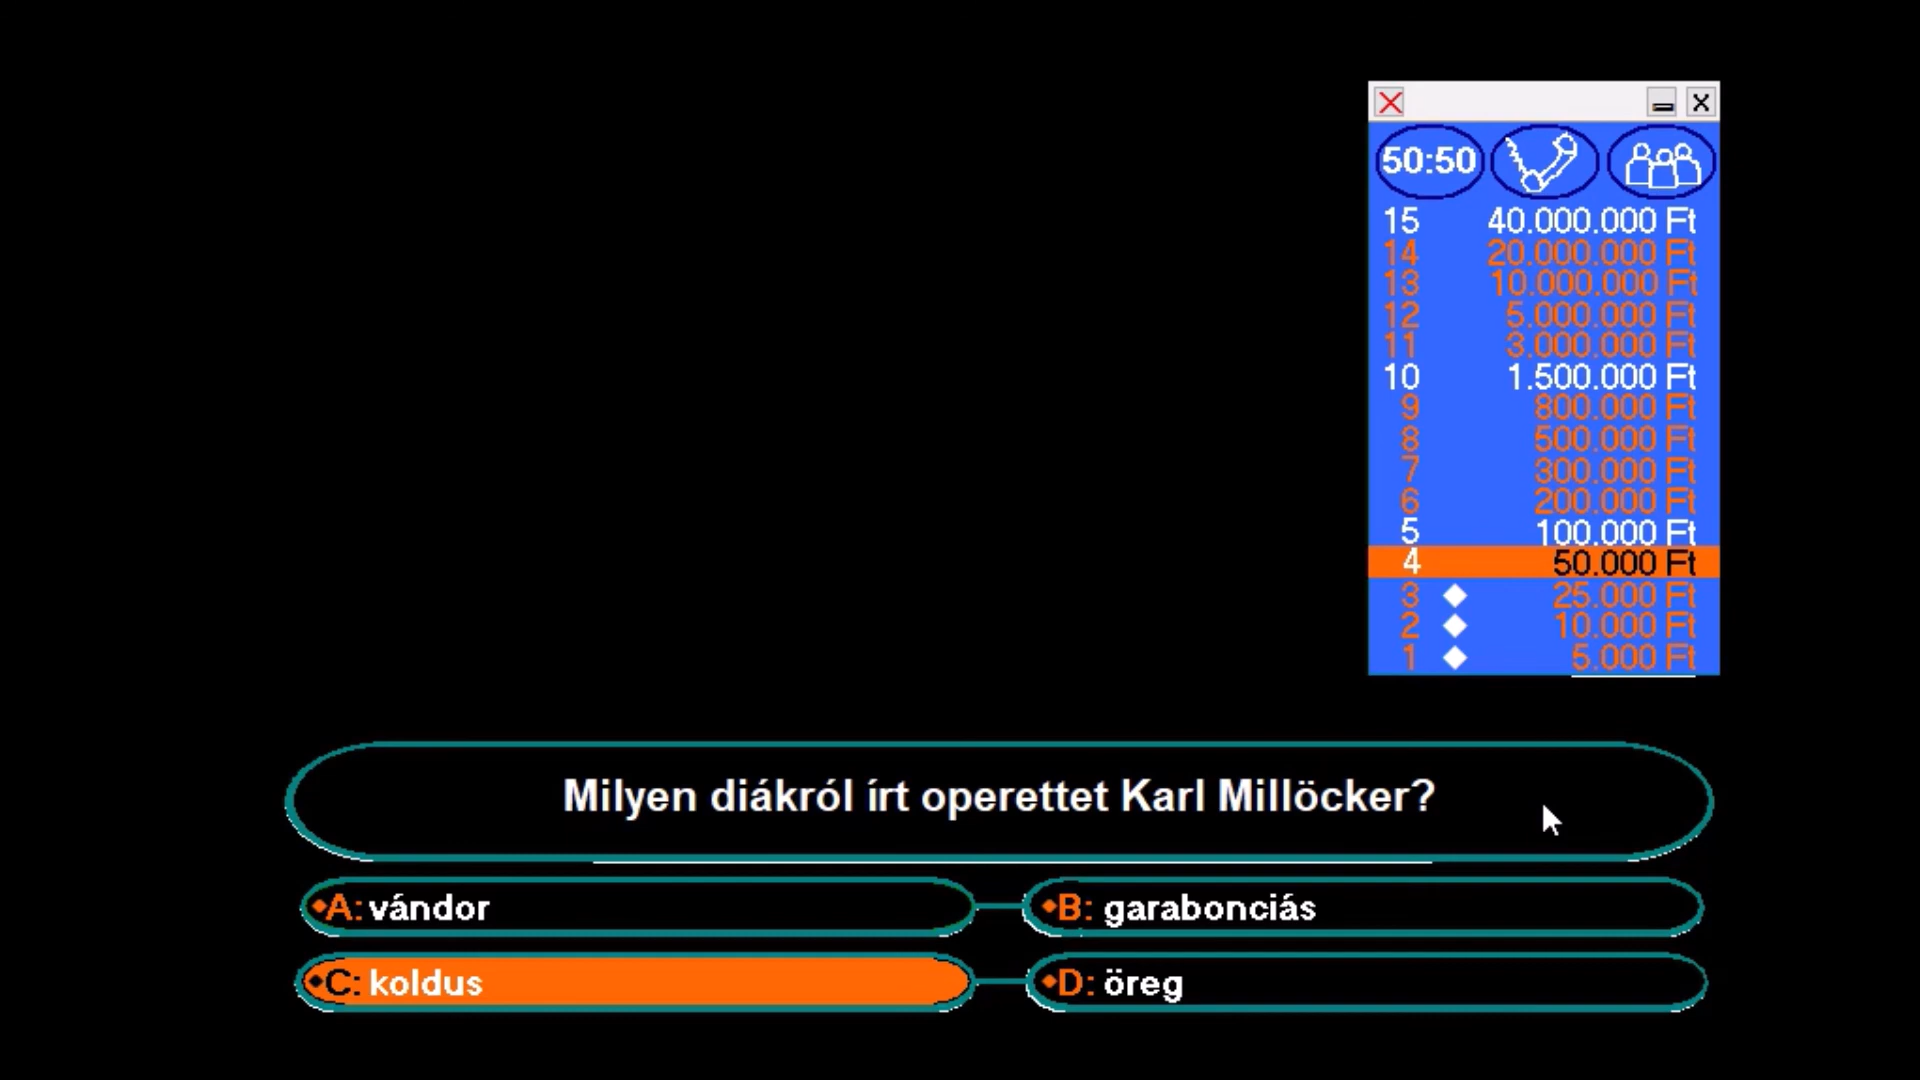 50:50
15 40.000.000 Ft
14 20.000.000 Ft
13 10.000.000 Ft
12 5.000.000 Ft
11 3.000.000 Ft
10 1.500.000 Ft
9 800.000 Ft
8 500.000 Ft
7 300.000 Ft
6 200.000 Ft
5 100.000 Ft
4 50.000 Ft
3 25.000 Ft
2 10.000 Ft
1 5.000 Ft
Milyen diákról írt operettet Karl Millöcker?
A: vándor
B: garabonciás
C: koldus
D: öreg